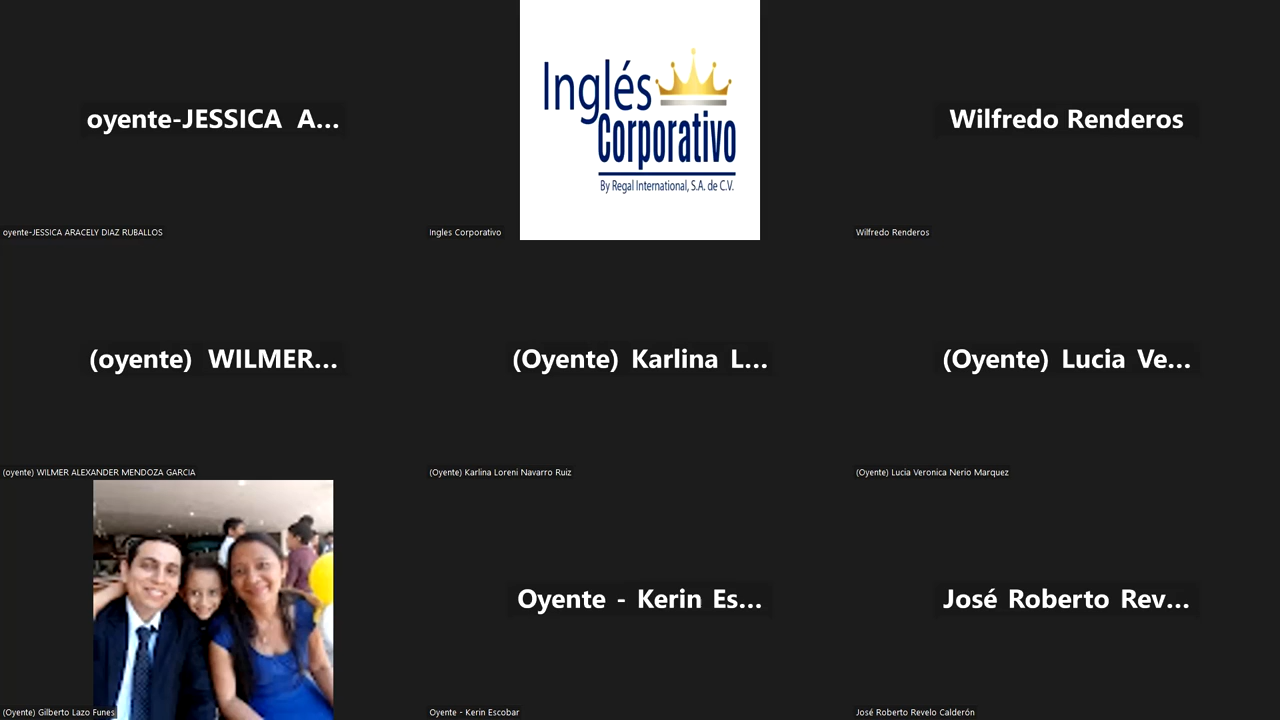 oyente-JESSICA A...
oyente-JESSICA ARACELY DIAZ RUBALLOS
Inglés
Corporativo
By Regal International, S.A. de C.V.
Ingles Corporativo
Wilfredo Renderos
Wilfredo Renderos
(oyente) WILMER...
(oyente) WILMER ALEXANDER MENDOZA GARCIA
(Oyente) Karlina L...
(Oyente) Karlina Loreni Navarro Ruiz
(Oyente) Lucia Ve...
(Oyente) Lucia Veronica Nerio Marquez
(Oyente) Gilberto Lazo Funes
Oyente - Kerin Es...
Oyente - Kerin Escobar
José Roberto Rev...
José Roberto Revelo Calderón